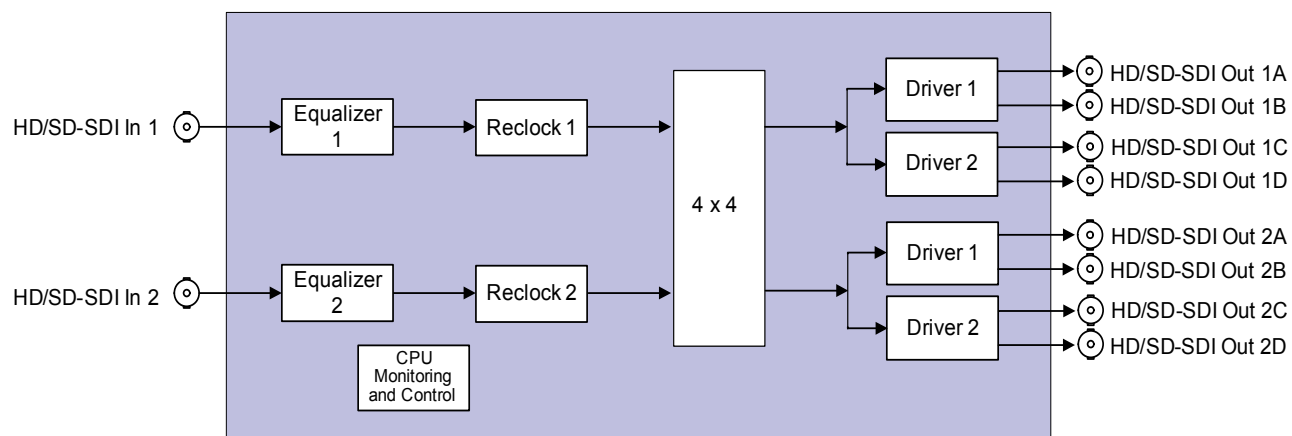 HD/SD-SDI In 1
Equalizer
1
Reclock 1
4 x 4
Driver 1
HD/SD-SDI Out 1A
HD/SD-SDI Out 1B
Driver 2
HD/SD-SDI Out 1C
HD/SD-SDI Out 1D
HD/SD-SDI In 2
Equalizer
2
Reclock 2
Driver 1
HD/SD-SDI Out 2A
HD/SD-SDI Out 2B
Driver 2
HD/SD-SDI Out 2C
HD/SD-SDI Out 2D
CPU
Monitoring
and Control